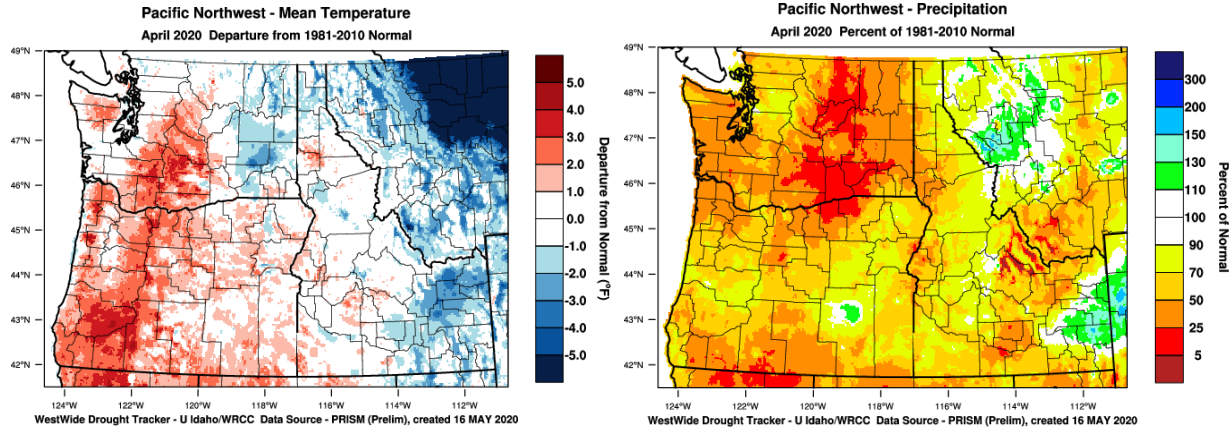 Pacific Northwest - Mean Temperature
April 2020 Departure from 1981-2010 Normal
49°N
48°N
47°N
46°N
45°N
44°N
43°N
42°N
124°W 122°W 120°W 118°W 116°W 114°W 112°W
5.0
4.0
3.0
2.0
1.0
0.0
-1.0
-2.0
-3.0
-4.0
-5.0
Departure from Normal (°F)
WestWide Drought Tracker - U Idaho/WRCC Data Source - PRISM (Prelim), created 16 MAY 2020
Pacific Northwest - Precipitation
April 2020 Percent of 1981-2010 Normal
49°N
48°N
47°N
46°N
45°N
44°N
43°N
42°N
124°W 122°W 120°W 118°W 116°W 114°W 112°W
300
200
150
130
110
100
90
70
50
25
5
Percent of Normal
WestWide Drought Tracker - U Idaho/WRCC Data Source - PRISM (Prelim), created 16 MAY 2020